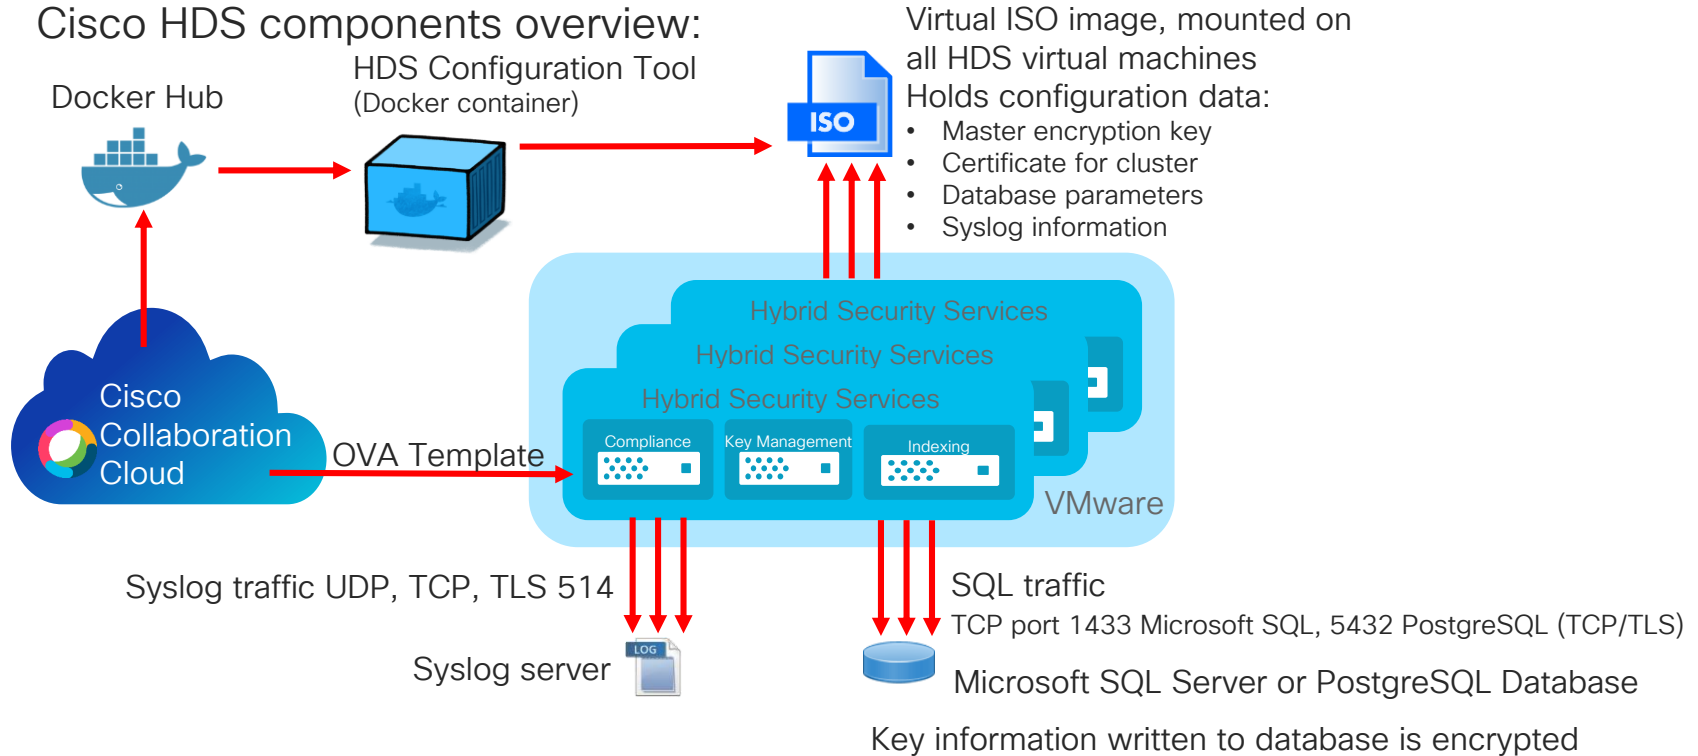 Cisco HDS components overview:
Docker Hub
HDS Configuration Tool
(Docker container)
ISO
Virtual ISO image, mounted on
all HDS virtual machines
Holds configuration data:
• Master encryption key
• Certificate for cluster
• Database parameters
• Syslog information
Hybrid Security Services
Hybrid Security Services
Hybrid Security Services
Cisco
Collaboration
Cloud
OVA Template
Compliance
Key Management
Indexing
VMware
Syslog traffic UDP, TCP, TLS 514
Syslog server
LOG
SQL traffic
TCP port 1433 Microsoft SQL, 5432 PostgreSQL (TCP/TLS)
Microsoft SQL Server or PostgreSQL Database
Key information written to database is encrypted